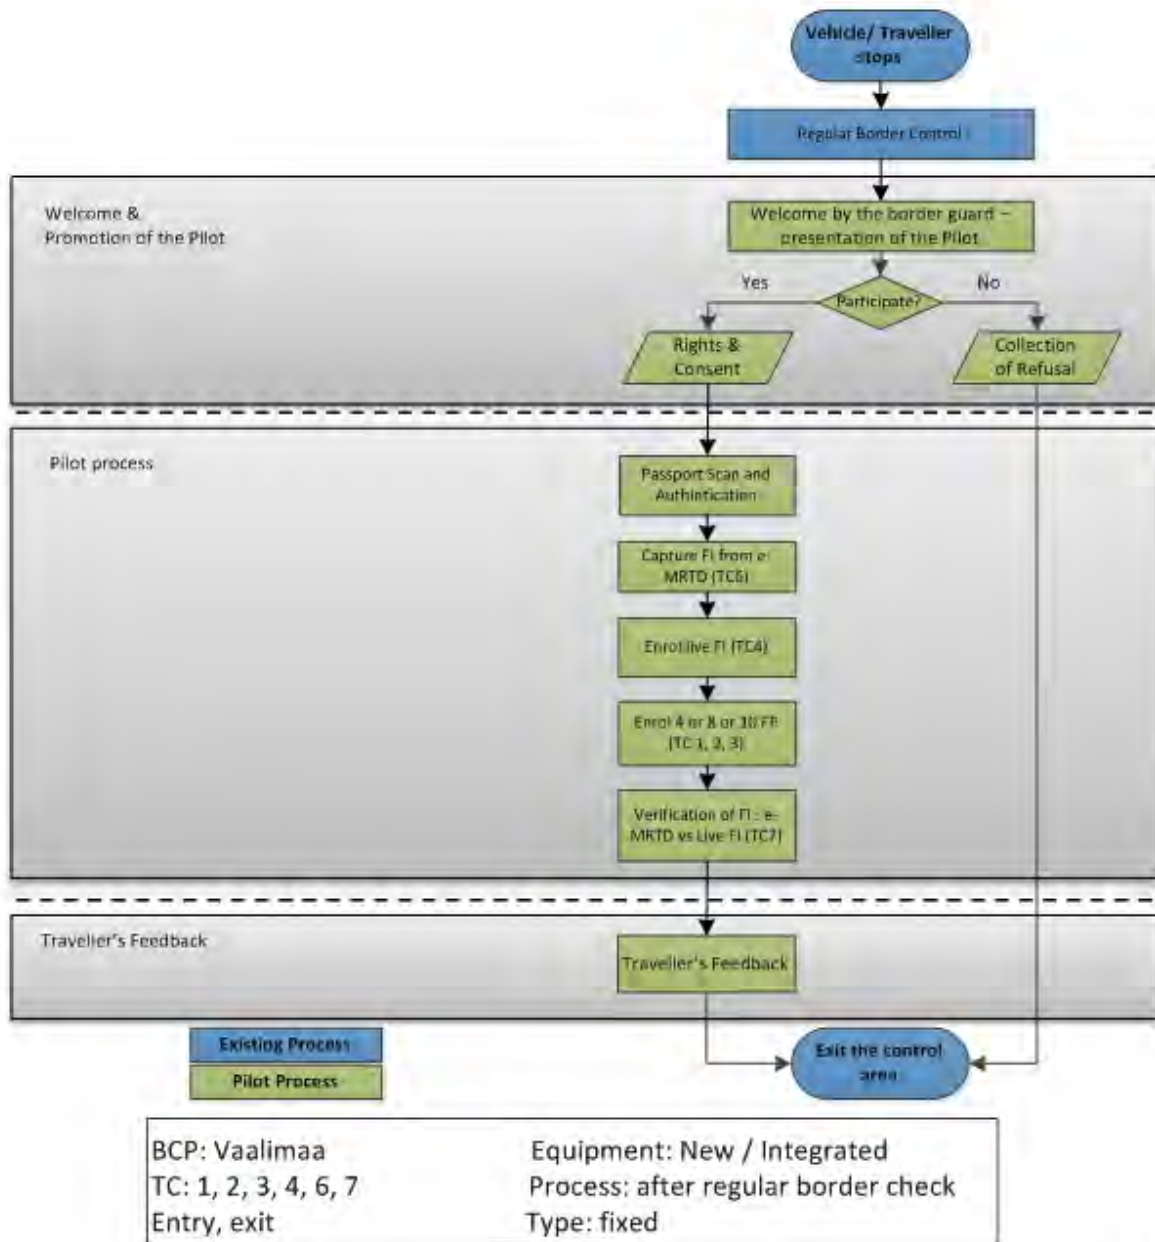 Vehicle/ Traveller
stops
Regular Border Control
Welcome &
Promotion of the Pilot
Welcome by the border guard –
presentation of the Pilot
Yes
No
Participate?
Rights &
Consent
Collection
of Refusal
Pilot process
Passport Scan and
Authintication
Capture FI from e-
MRTD (TC6)
Enrol live FI (TC4)
Enrol 4 or 8 or 10 FP
(TC 1, 2, 3)
Verification of FI : e-
MRTD vs Live FI (TC7)
Traveller's Feedback
Traveller's Feedback
Existing Process
Pilot Process
Exit the control
area
BCP: Vaalimaa
Equipment: New / Integrated
TC: 1, 2, 3, 4, 6, 7
Process: after regular border check
Entry, exit
Type: fixed